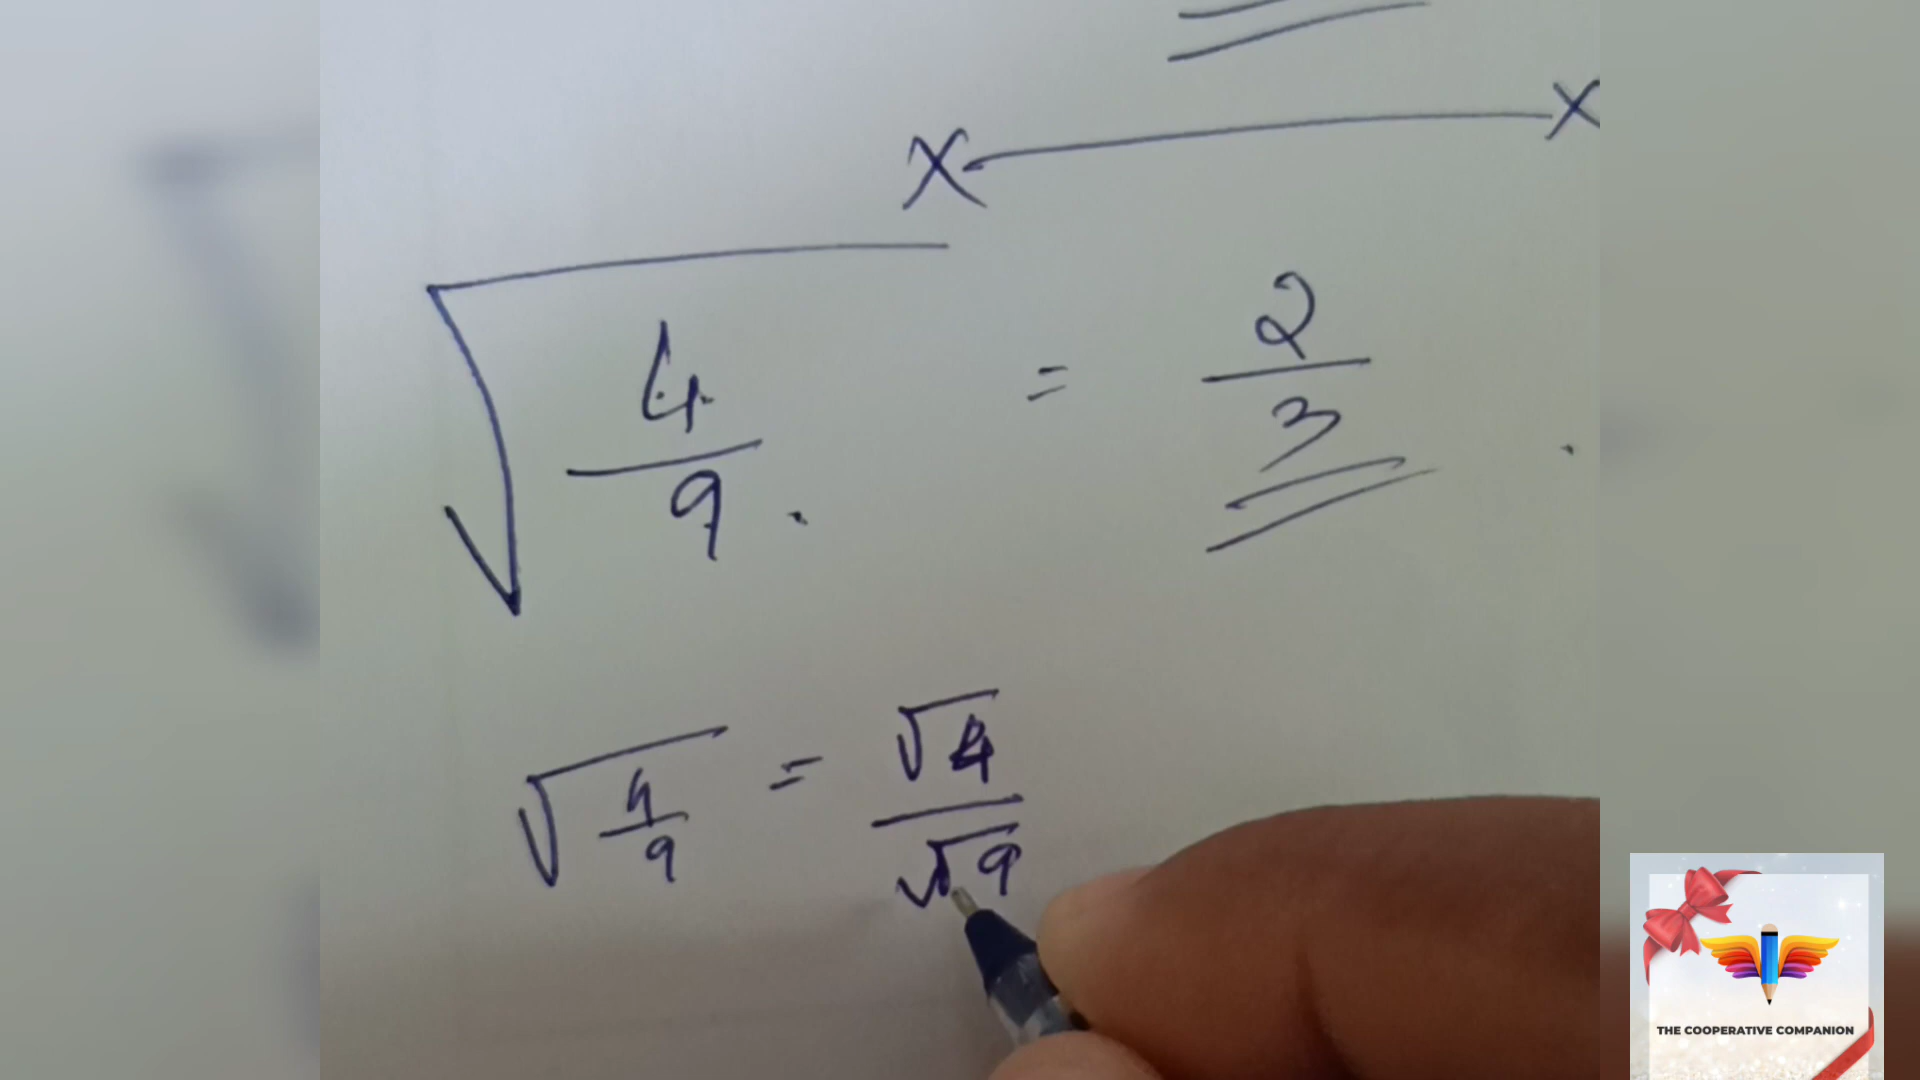 X ← X
√(4/9) . = 2/3 .
√(4/9) = √4/√9
THE COOPERATIVE COMPANION